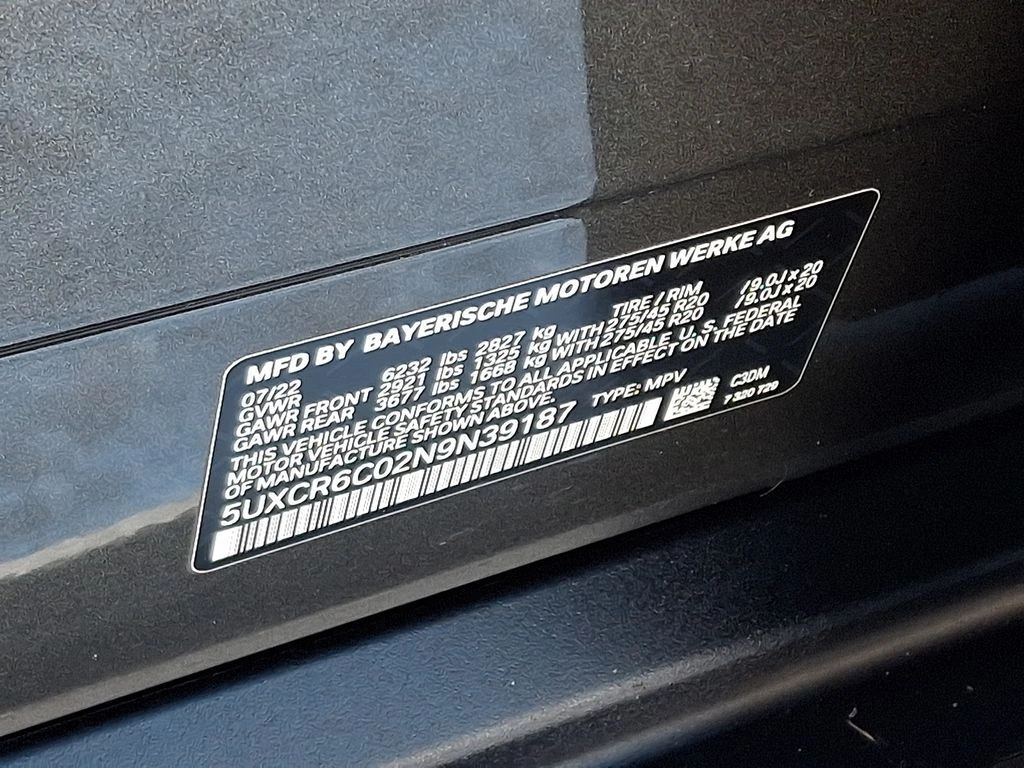 MFD BY BAYERISCHE MOTOREN WERKE AG
07/22 TIRE / RIM
GVWR 6232 lbs 2827 kg
GAWR FRONT 2921 lbs 1325 kg WITH 275/45 R20 /9.0J x 20
GAWR REAR 3677 lbs 1668 kg WITH 275/45 R20 /9.0J x 20
THIS VEHICLE CONFORMS TO ALL APPLICABLE U. S. FEDERAL
MOTOR VEHICLE SAFETY STANDARDS IN EFFECT ON THE DATE
OF MANUFACTURE SHOWN ABOVE.
5UXCR6C02N9N39187 TYPE: MPV C3DM
7 320 729